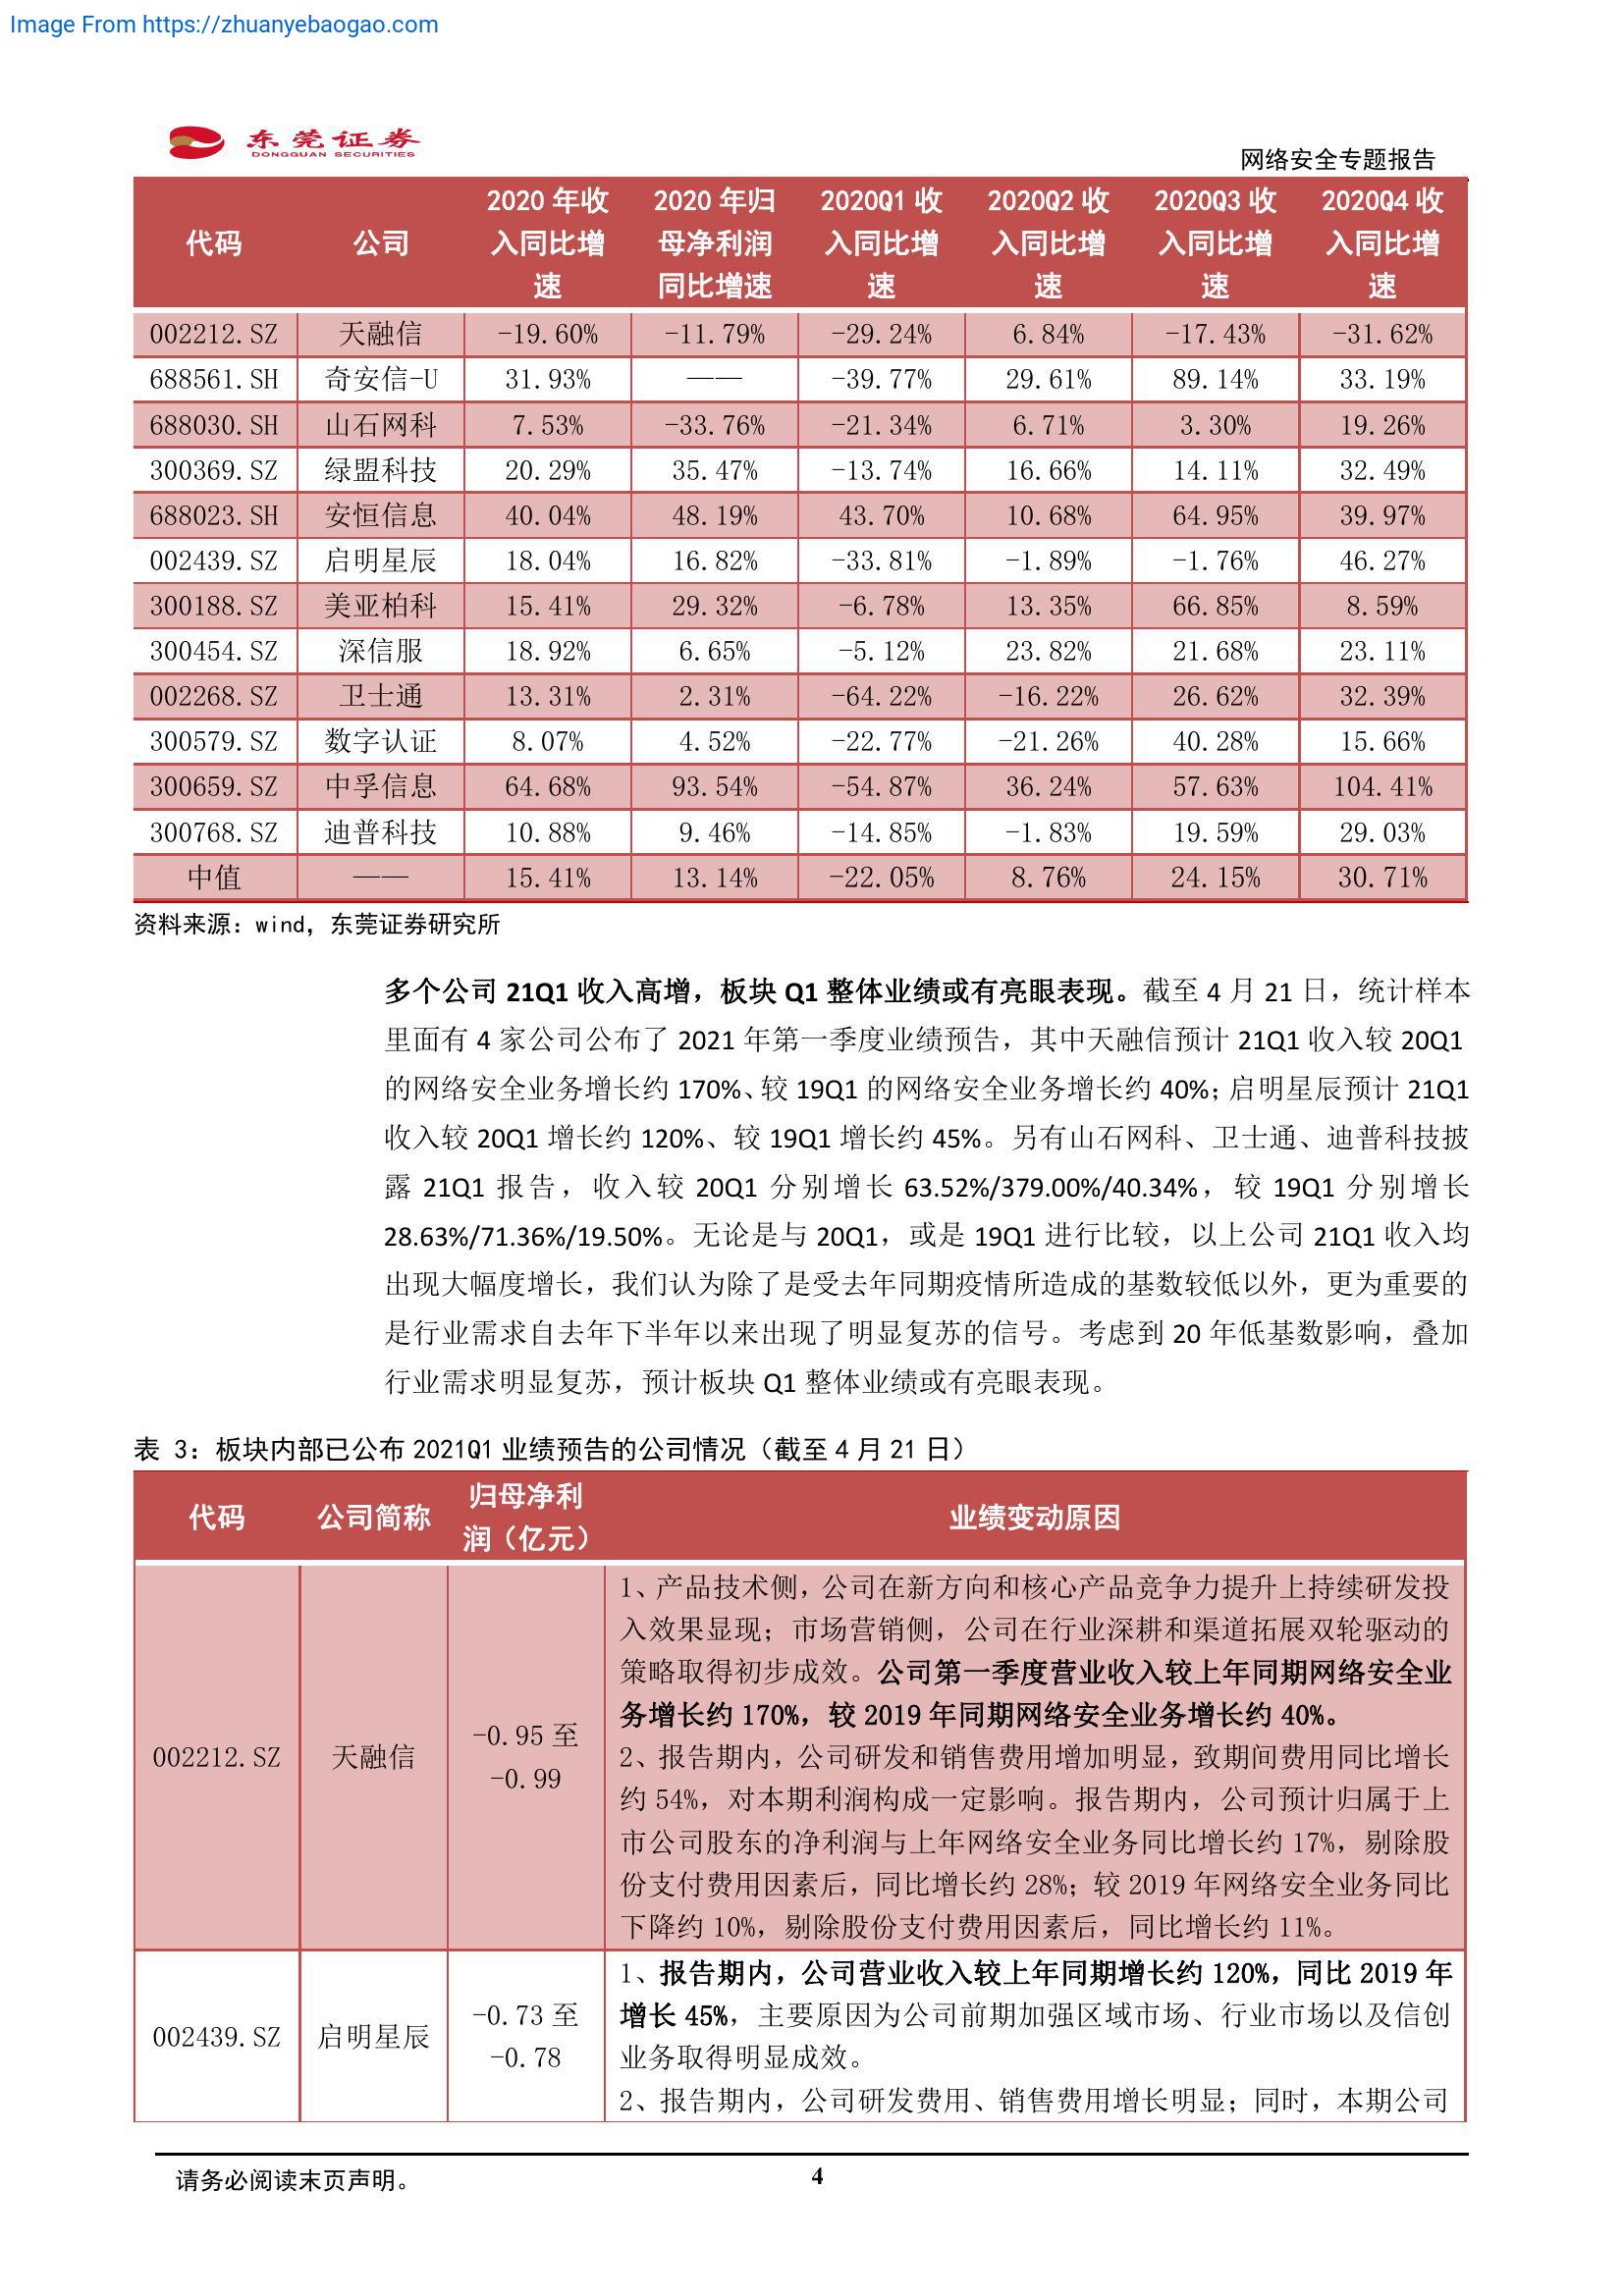 Image From https://zhuanyebaogao.com
东莞证券
DONGGUAN SECURITIES
网络安全专题报告
代码 公司 2020 年收入同比增速 2020 年归母净利润同比增速 2020Q1 收入同比增速 2020Q2 收入同比增速 2020Q3 收入同比增速 2020Q4 收入同比增速
002212.SZ 天融信 -19.60% -11.79% -29.24% 6.84% -17.43% -31.62%
688561.SH 奇安信-U 31.93% —— -39.77% 29.61% 89.14% 33.19%
688030.SH 山石网科 7.53% -33.76% -21.34% 6.71% 3.30% 19.26%
300369.SZ 绿盟科技 20.29% 35.47% -13.74% 16.66% 14.11% 32.49%
688023.SH 安恒信息 40.04% 48.19% 43.70% 10.68% 64.95% 39.97%
002439.SZ 启明星辰 18.04% 16.82% -33.81% -1.89% -1.76% 46.27%
300188.SZ 美亚柏科 15.41% 29.32% -6.78% 13.35% 66.85% 8.59%
300454.SZ 深信服 18.92% 6.65% -5.12% 23.82% 21.68% 23.11%
002268.SZ 卫士通 13.31% 2.31% -64.22% -16.22% 26.62% 32.39%
300579.SZ 数字认证 8.07% 4.52% -22.77% -21.26% 40.28% 15.66%
300659.SZ 中孚信息 64.68% 93.54% -54.87% 36.24% 57.63% 104.41%
300768.SZ 迪普科技 10.88% 9.46% -14.85% -1.83% 19.59% 29.03%
中值 —— 15.41% 13.14% -22.05% 8.76% 24.15% 30.71%
资料来源：wind，东莞证券研究所
多个公司 21Q1 收入高增，板块 Q1 整体业绩或有亮眼表现。截至 4 月 21 日，统计样本
里面有 4 家公司公布了 2021 年第一季度业绩预告，其中天融信预计 21Q1 收入较 20Q1
的网络安全业务增长约 170%、较 19Q1 的网络安全业务增长约 40%；启明星辰预计 21Q1
收入较 20Q1 增长约 120%、较 19Q1 增长约 45%。另有山石网科、卫士通、迪普科技披
露 21Q1 报告，收入较 20Q1 分别增长 63.52%/379.00%/40.34%，较 19Q1 分别增长
28.63%/71.36%/19.50%。无论是与 20Q1，或是 19Q1 进行比较，以上公司 21Q1 收入均
出现大幅度增长，我们认为除了是受去年同期疫情所造成的基数较低以外，更为重要的
是行业需求自去年下半年以来出现了明显复苏的信号。考虑到 20 年低基数影响，叠加
行业需求明显复苏，预计板块 Q1 整体业绩或有亮眼表现。
表 3：板块内部已公布 2021Q1 业绩预告的公司情况（截至 4 月 21 日）
代码 公司简称 归母净利润（亿元） 业绩变动原因
002212.SZ 天融信 -0.95 至 -0.99
1、产品技术侧，公司在新方向和核心产品竞争力提升上持续研发投
入效果显现；市场营销侧，公司在行业深耕和渠道拓展双轮驱动的
策略取得初步成效。公司第一季度营业收入较上年同期网络安全业
务增长约 170%，较 2019 年同期网络安全业务增长约 40%。
2、报告期内，公司研发和销售费用增加明显，致期间费用同比增长
约 54%，对本期利润构成一定影响。报告期内，公司预计归属于上
市公司股东的净利润与上年网络安全业务同比增长约 17%，剔除股
份支付费用因素后，同比增长约 28%；较 2019 年网络安全业务同比
下降约 10%，剔除股份支付费用因素后，同比增长约 11%。
002439.SZ 启明星辰 -0.73 至 -0.78
1、报告期内，公司营业收入较上年同期增长约 120%，同比 2019 年
增长 45%，主要原因为公司前期加强区域市场、行业市场以及信创
业务取得明显成效。
2、报告期内，公司研发费用、销售费用增长明显；同时，本期公司
请务必阅读末页声明。
4